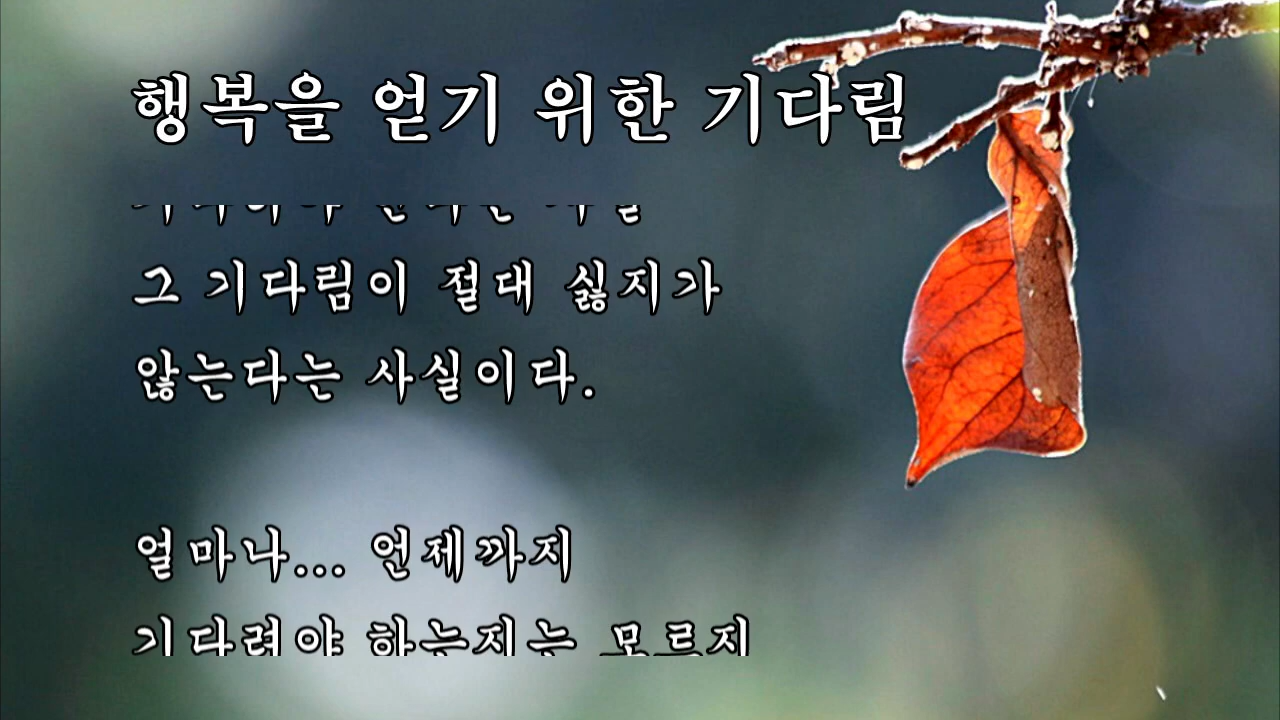 행복을 얻기 위한 기다림
그 기다림이 절대 싫지가
않는다는 사실이다.
얼마나... 언제까지
기다려야 하는지는 모르지